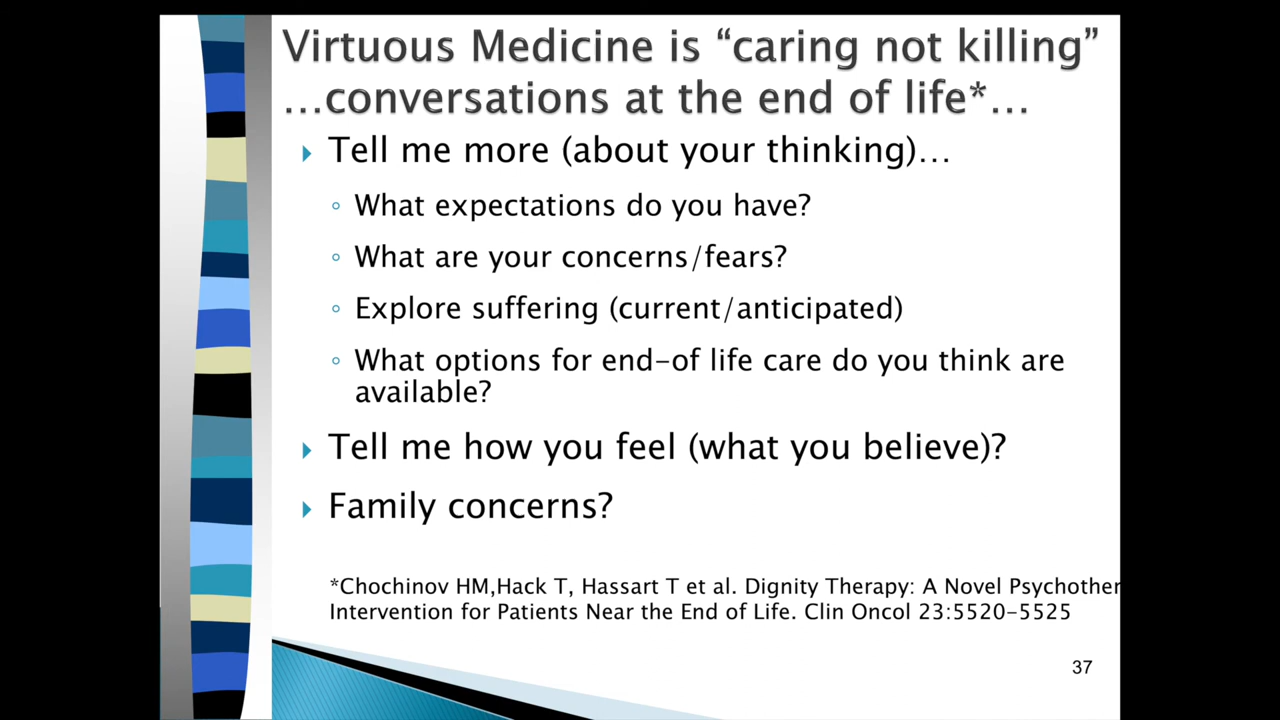 Virtuous Medicine is “caring not killing”
…conversations at the end of life*…
Tell me more (about your thinking)…
What expectations do you have?
What are your concerns/fears?
Explore suffering (current/anticipated)
What options for end-of life care do you think are
available?
Tell me how you feel (what you believe)?
Family concerns?
*Chochinov HM,Hack T, Hassart T et al. Dignity Therapy: A Novel Psychother
Intervention for Patients Near the End of Life. Clin Oncol 23:5520-5525
37